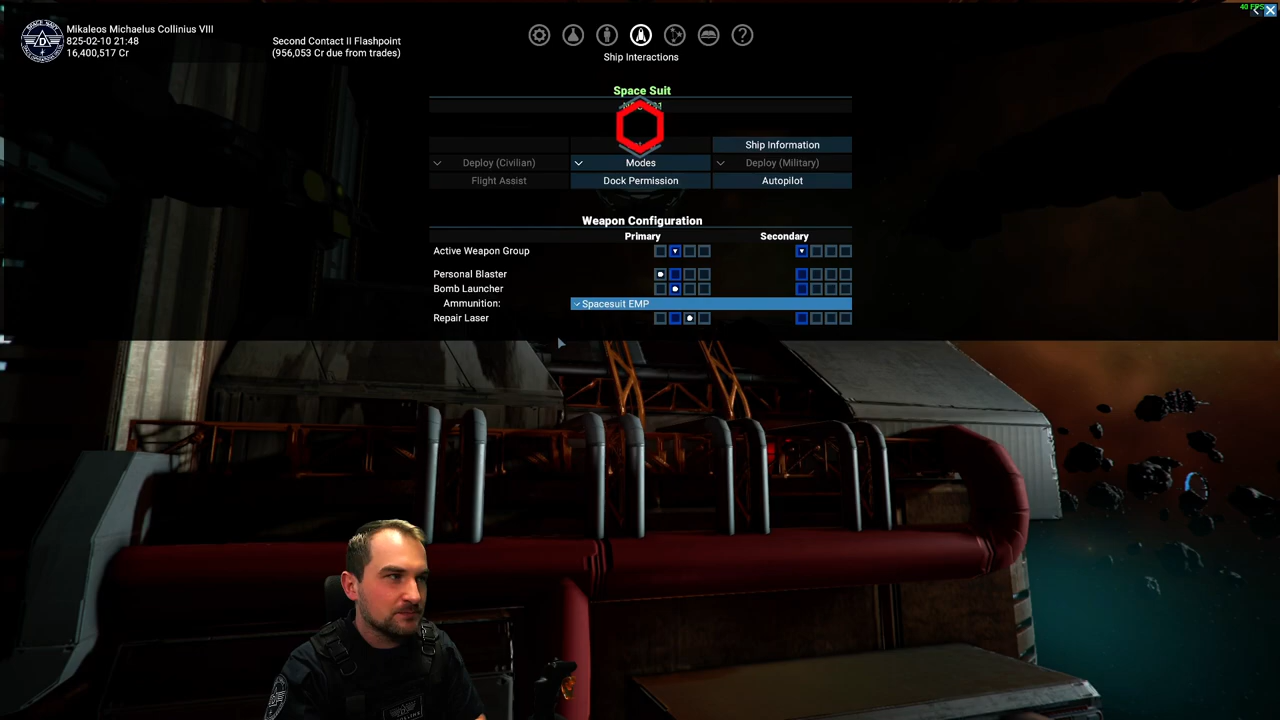 40 FPS
Mikaleos Michaelus Collinius VIII
825-02-10 21:48
16,400,517 Cr
Second Contact II Flashpoint
(956,053 Cr due from trades)
Ship Interactions
Space Suit
Ship Information
Deploy (Civilian) Modes Deploy (Military)
Flight Assist Dock Permission Autopilot
Weapon Configuration
Primary Secondary
Active Weapon Group
Personal Blaster
Bomb Launcher
Ammunition: Spacesuit EMP
Repair Laser